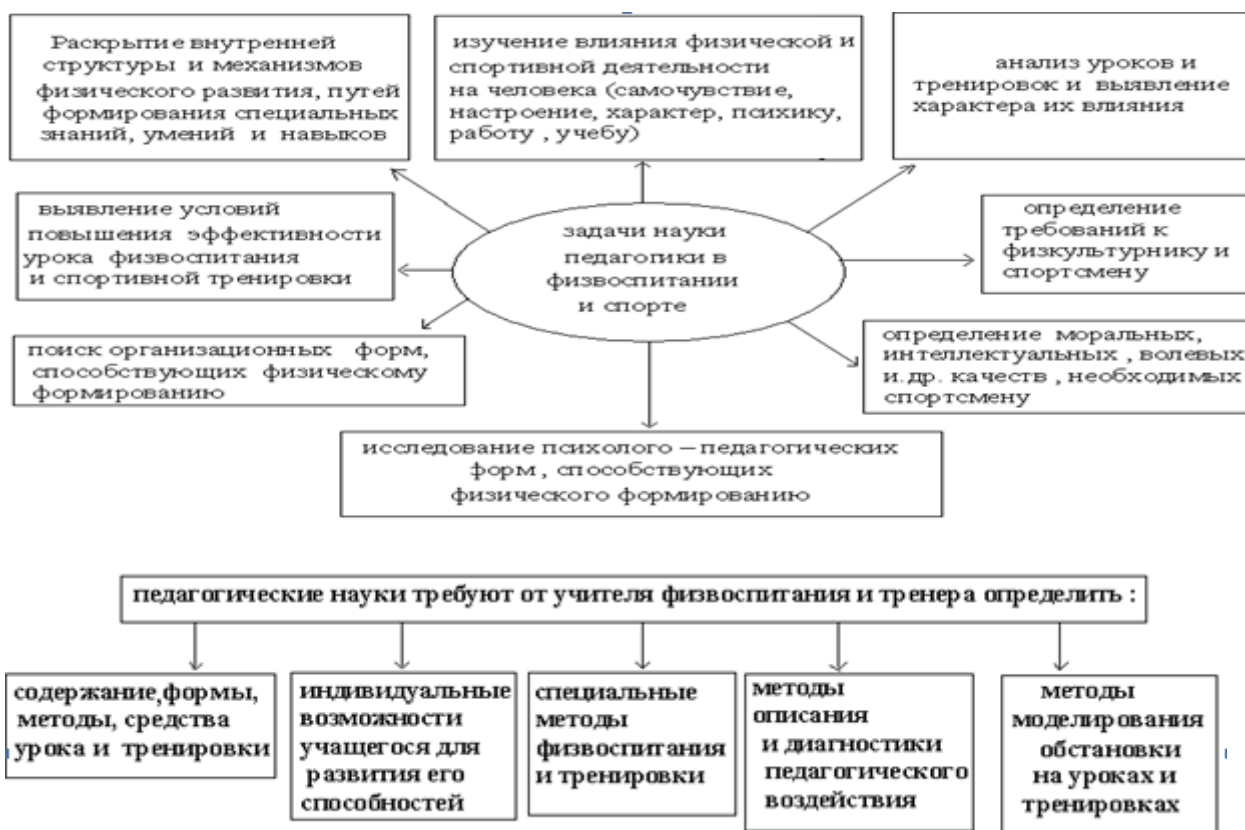 Раскрытие внутренней
структуры и механизмов
физического развития, путей
формирования специальных
знаний, умений и навыков
изучение влияния физической и
спортивной деятельности
на человека (самочувствие,
настроение, характер, психику,
работу , учебу)
анализ уроков и
тренировок и выявление
характера их влияния
выявление условий
повышения эффективности
урока физвоспитания
и спортивной тренировки
задачи науки
педагогики в
физвоспитании
и спорте
определение
требований к
физкультурнику и
спортсмену
поиск организационных форм,
способствующих физическому
формированию
определение моральных,
интеллектуальных , волевых
и.др. качеств , необходимых
спортсмену
исследование психолого – педагогических
форм , способствующих
физического формированию
педагогические науки требуют от учителя физвоспитания и тренера определить :
содержание,формы,
методы, средства
урока и тренировки
индивидуальные
возможности
учащегося для
развития его
способностей
специальные
методы
физвоспитания
и тренировки
методы
описания
и диагностики
педагогического
воздействия
методы
моделирования
обстановки
на уроках и
тренировках